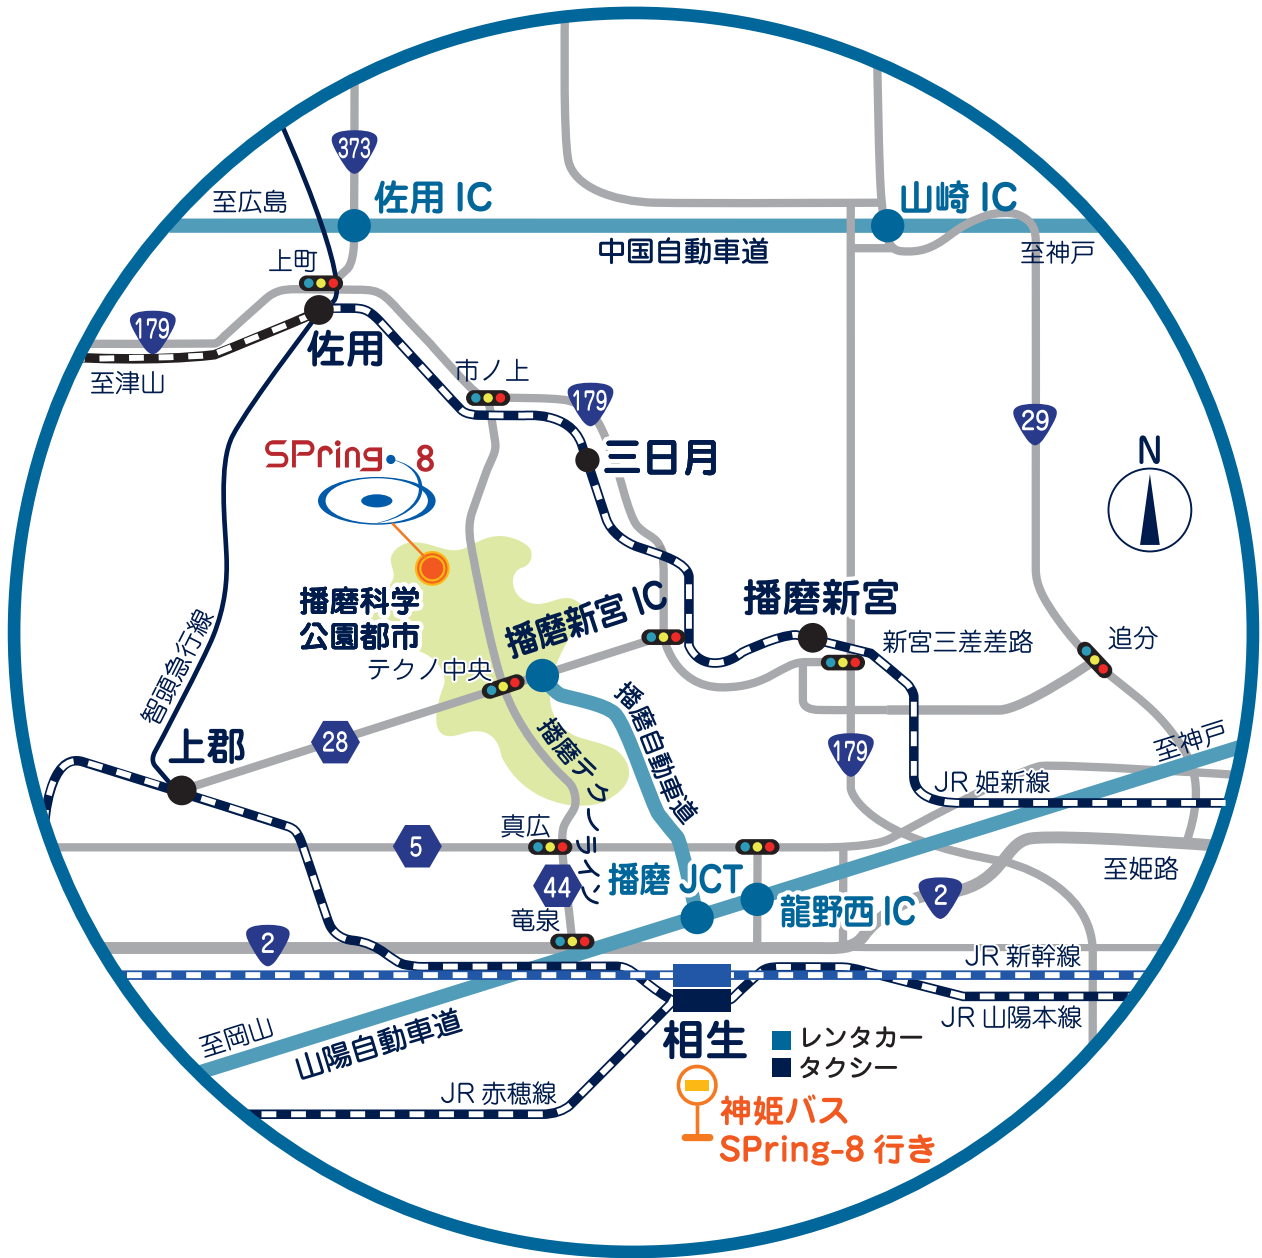 373
佐用 IC
山崎 IC
至広島
中国自動車道
至神戸
上町
179
佐用
至津山
市ノ上
179
29
三日月
N
SPring-8
播磨科学
公園都市
播磨新宮 IC
播磨新宮
新宮三差差路
追分
テクノ中央
智頭急行線
播磨自動車道
播磨テクノライン
上郡
28
179
至神戸
JR 姫新線
真広
5
44
播磨 JCT
龍野西 IC
2
至姫路
竜泉
2
JR 新幹線
JR 山陽本線
至岡山
山陽自動車道
相生
レンタカー
タクシー
JR 赤穂線
神姫バス
SPring-8 行き